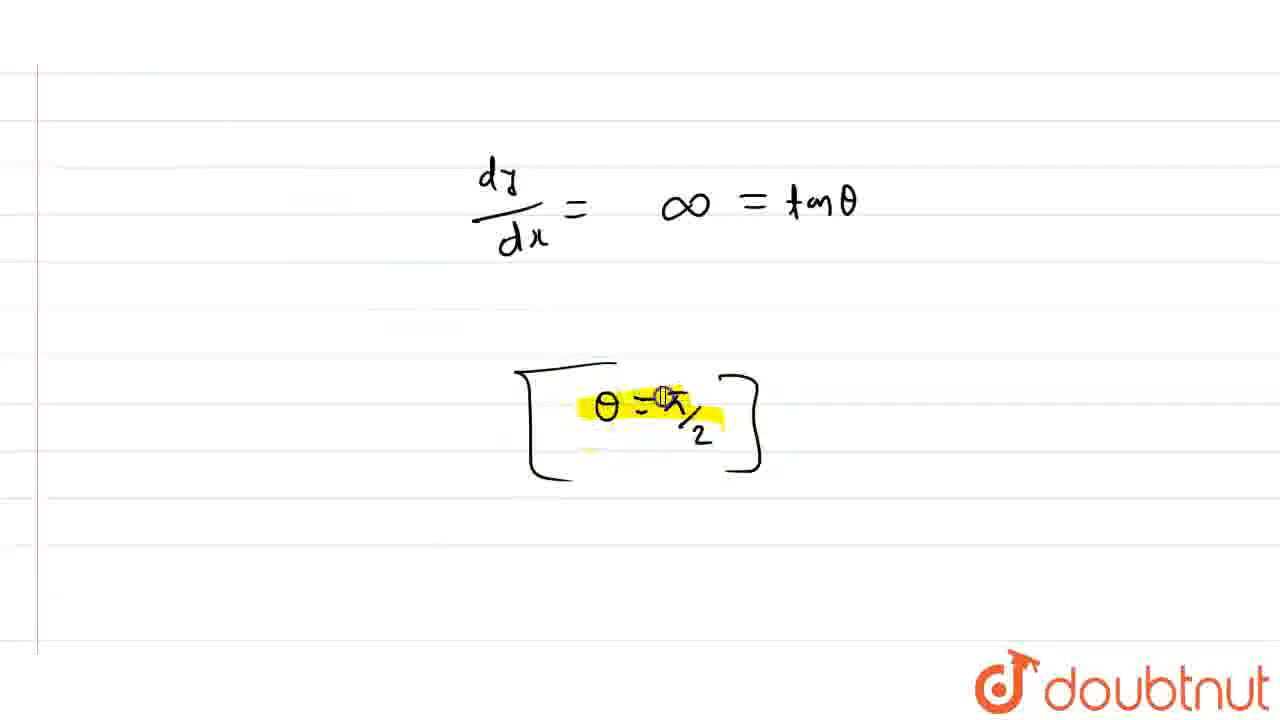 dy/dx = ∞ = tanθ
θ = π/2
doubtnut